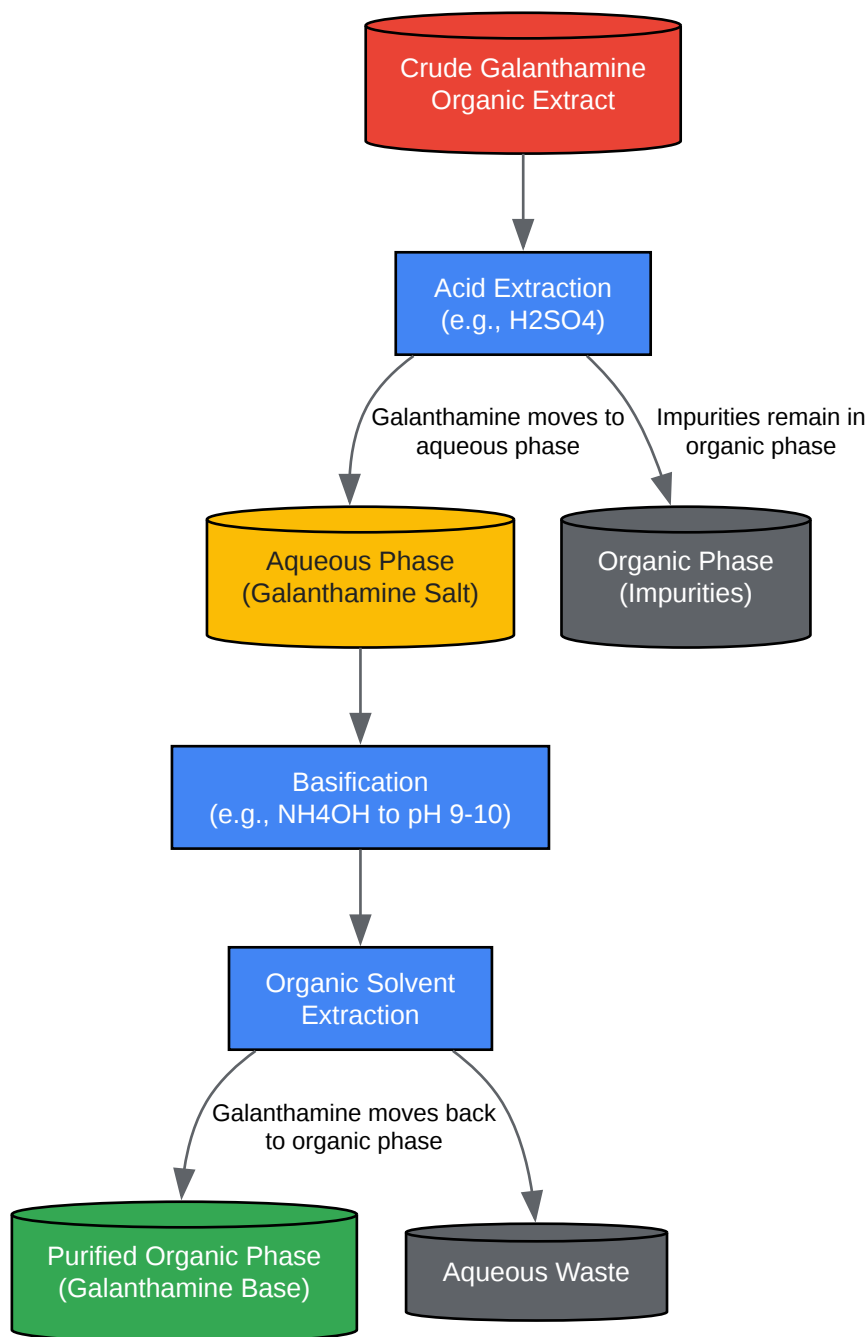 Crude Galanthamine
Organic Extract
Acid Extraction
(e.g., H2SO4)
Galanthamine moves to
aqueous phase
Impurities remain in
organic phase
Aqueous Phase
(Galanthamine Salt)
Organic Phase
(Impurities)
Basification
(e.g., NH4OH to pH 9-10)
Organic Solvent
Extraction
Galanthamine moves back
to organic phase
Purified Organic Phase
(Galanthamine Base)
Aqueous Waste